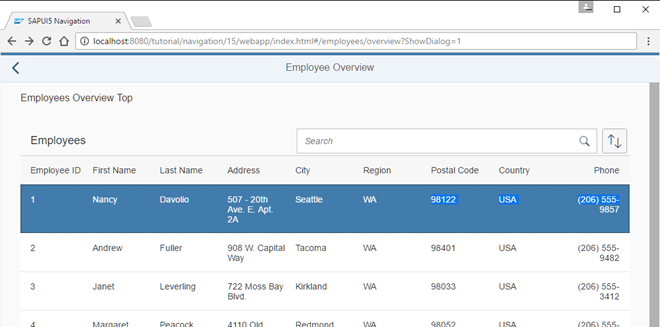 SAPUI5 Navigation
localhost:8080/tutorial/navigation/15/webapp/index.html#/employees/overview?ShowDialog=1
Employee Overview
Employees Overview Top
Employees Search
Employee ID First Name Last Name Address City Region Postal Code Country Phone
1 Nancy Davolio 507 - 20th Seattle WA 98122 USA (206) 555-
Ave. E. Apt. 9857
2A
2 Andrew Fuller 908 W. Capital Tacoma WA 98401 USA (206) 555-
Way 9482
3 Janet Leverling 722 Moss Bay Kirkland WA 98033 USA (206) 555-
Blvd. 3412
4 Margaret Peacock 4110 Old Redmond WA 98052 USA (206) 555-